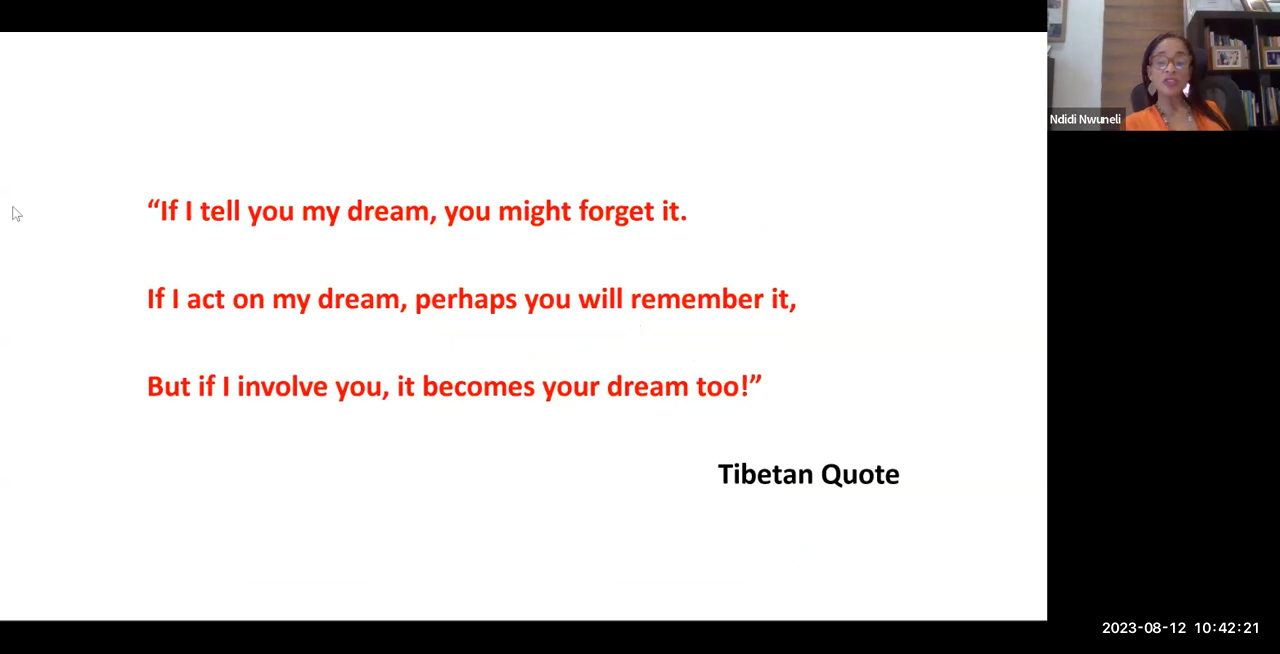 “If I tell you my dream, you might forget it.
If I act on my dream, perhaps you will remember it,
But if I involve you, it becomes your dream too!”
Tibetan Quote
Ndidi Nwuneli
2023-08-12 10:42:21